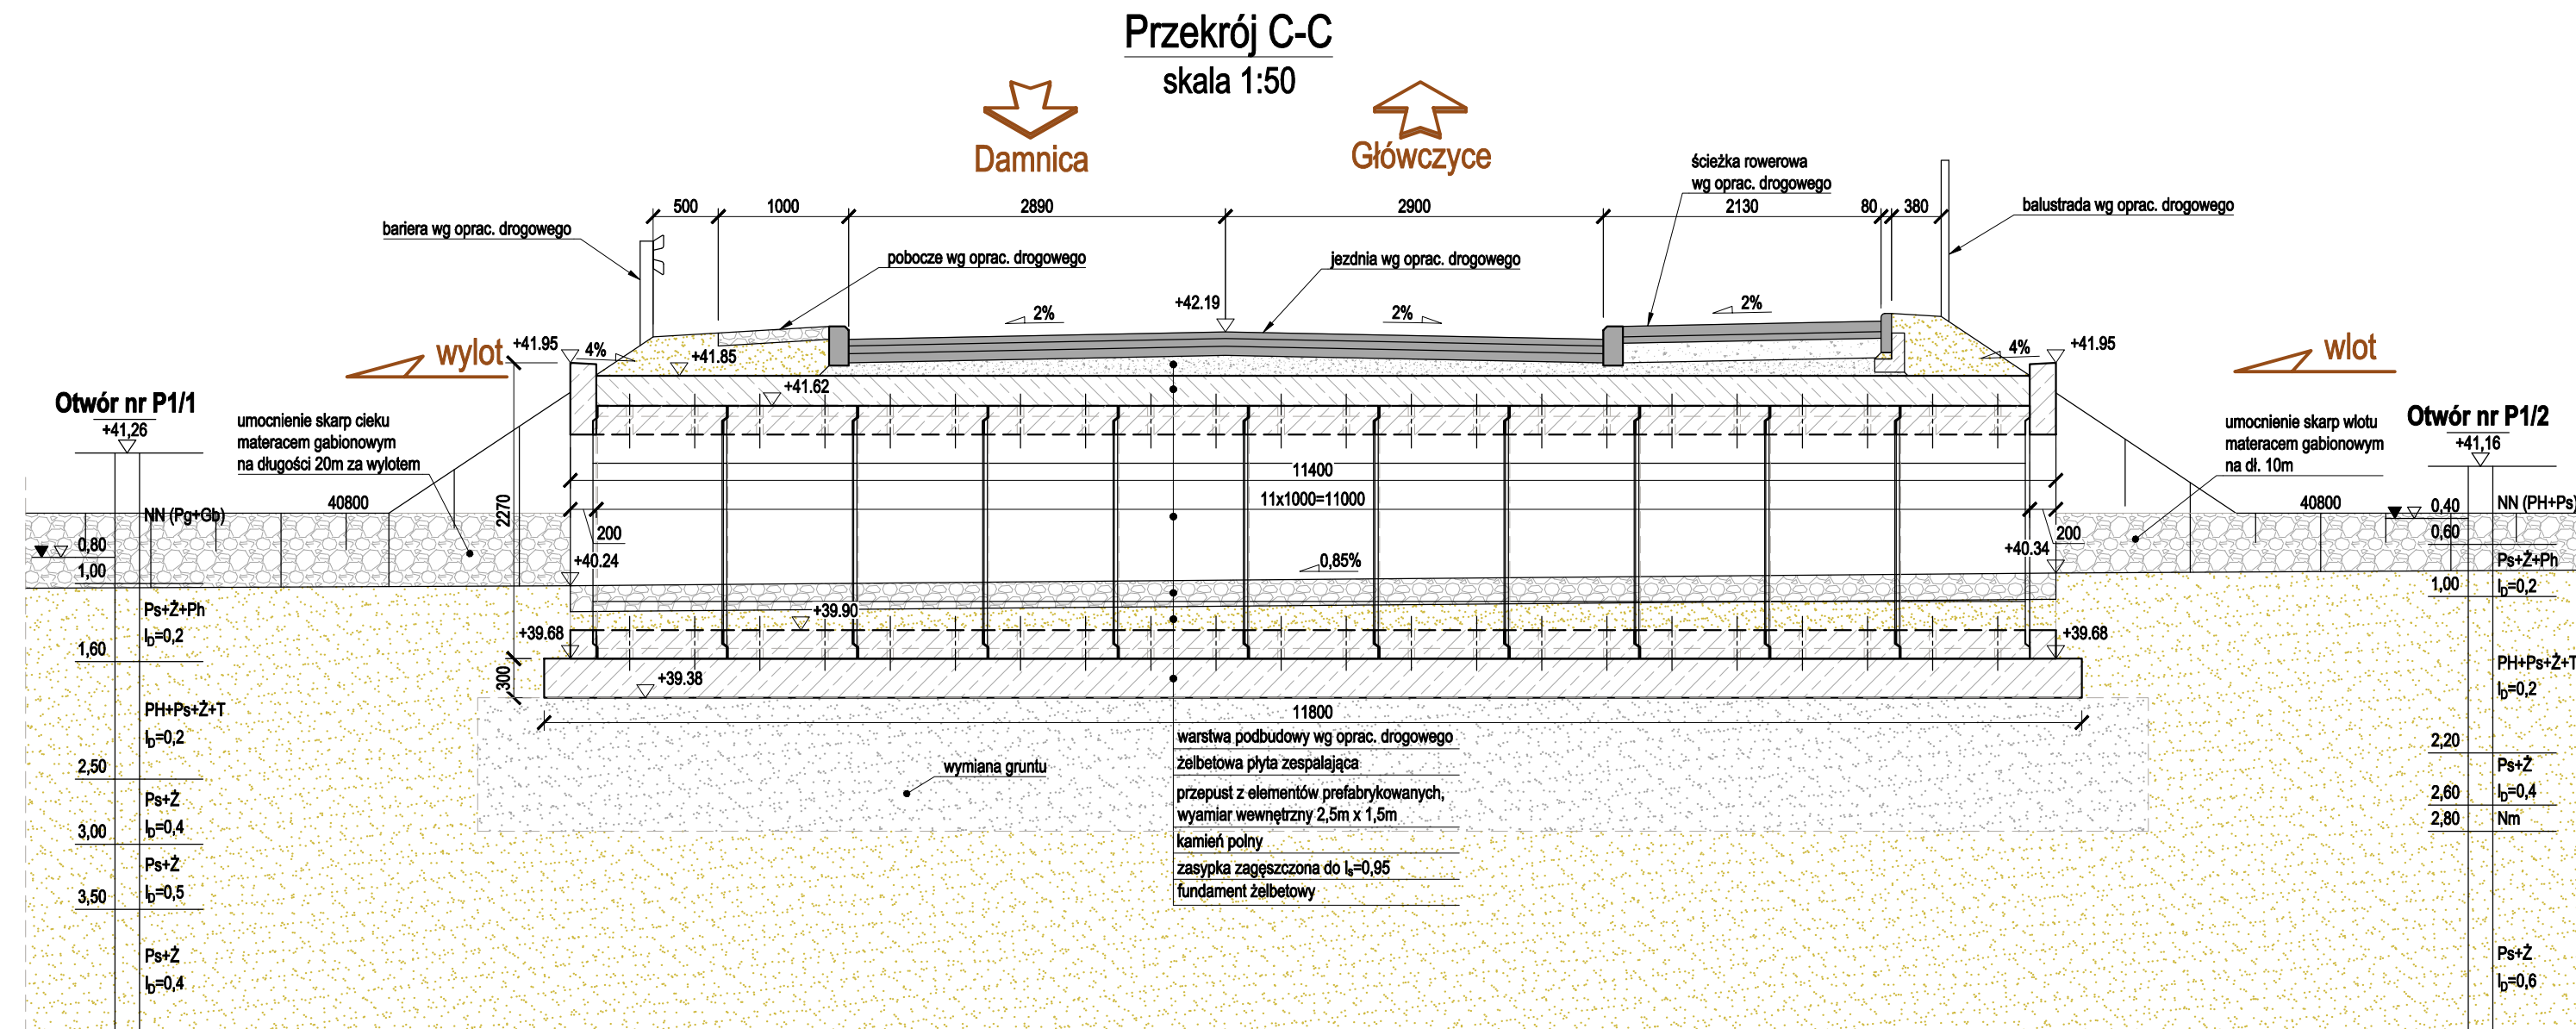 Przekrój C-C
skala 1:50
Damnica
Główczyce
ścieżka rowerowa
wg oprac. drogowego
500
1000
2890
2900
2130
80
380
balustrada wg oprac. drogowego
bariera wg oprac. drogowego
pobocze wg oprac. drogowego
jezdnia wg oprac. drogowego
+42.19
2%
2%
2%
wylot
+41.95
4%
+41.85
4%
+41.95
wlot
+41.62
Otwór nr P1/1
+41,26
umocnienie skarp cieku
materacem gabionowym
na długości 20m za wylotem
umocnienie skarp wlotu
materacem gabionowym
na dł. 10m
Otwór nr P1/2
+41,16
11400
11x1000=11000
2270
40800
40800
200
200
NN (Pg+Gb)
0,80
1,00
+40.24
0,85%
+40.34
0,40
NN (PH+Ps)
0,60
Ps+Ż+Ph
1,00
ID=0,2
Ps+Ż+Ph
ID=0,2
1,60
+39.90
+39.68
+39.68
300
+39.38
PH+Ps+Ż+T
ID=0,2
PH+Ps+Ż+T
ID=0,2
11800
2,50
2,20
warstwa podbudowy wg oprac. drogowego
żelbetowa płyta zespalająca
przepust z elementów prefabrykowanych,
wyamiar wewnętrzny 2,5m x 1,5m
kamień polny
zasypka zagęszczona do Is=0,95
fundament żelbetowy
wymiana gruntu
Ps+Ż
ID=0,4
3,00
Ps+Ż
ID=0,5
3,50
Ps+Ż
ID=0,4
Ps+Ż
ID=0,4
2,60
2,80
Nm
Ps+Ż
ID=0,6